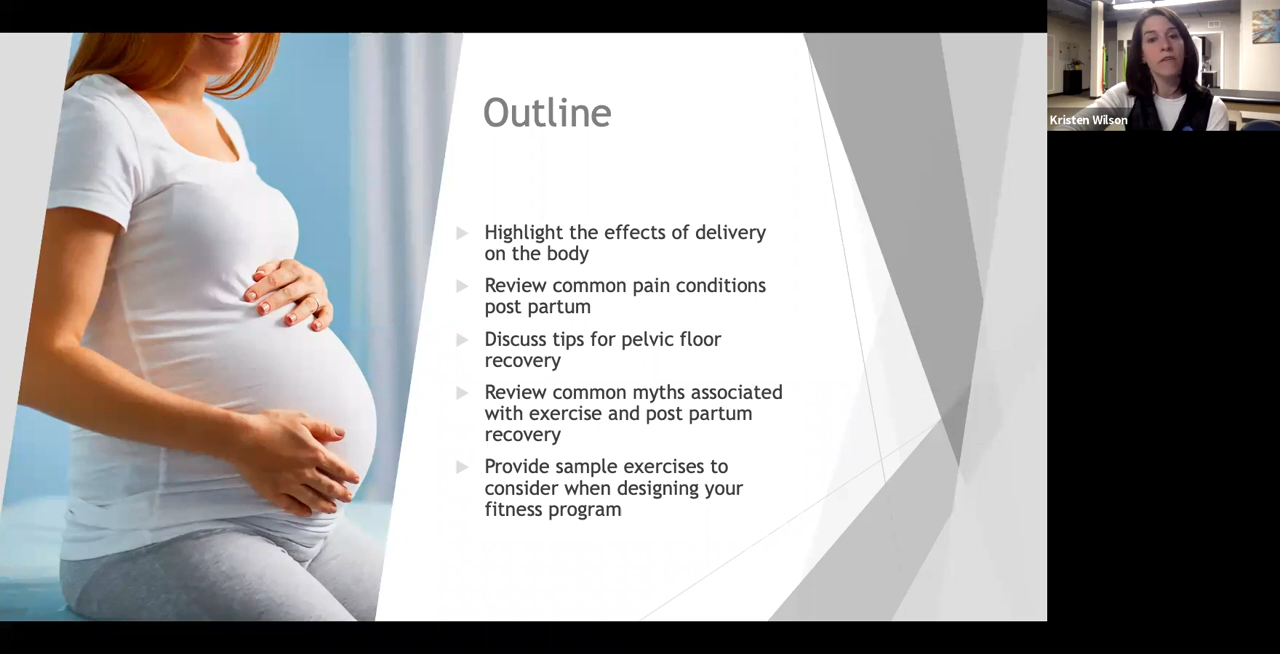 Outline
Highlight the effects of delivery
on the body
Review common pain conditions
post partum
Discuss tips for pelvic floor
recovery
Review common myths associated
with exercise and post partum
recovery
Provide sample exercises to
consider when designing your
fitness program
Kristen Wilson